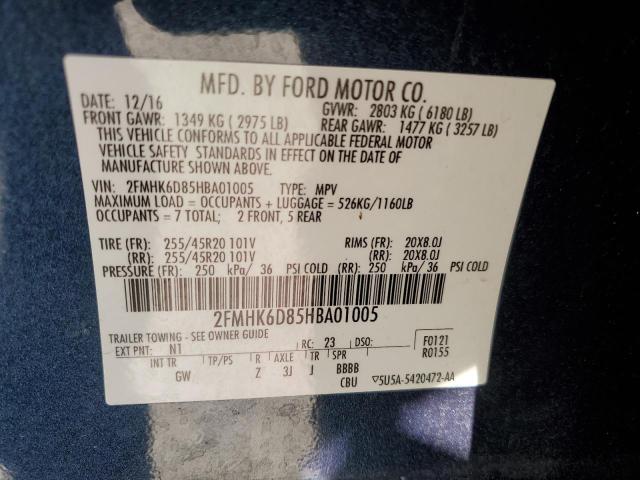 MFD. BY FORD MOTOR CO.
DATE: 12/16 GVWR: 2803 KG ( 6180 LB)
FRONT GAWR: 1349 KG ( 2975 LB) REAR GAWR: 1477 KG ( 3257 LB)
THIS VEHICLE CONFORMS TO ALL APPLICABLE FEDERAL MOTOR
VEHICLE SAFETY STANDARDS IN EFFECT ON THE DATE OF
MANUFACTURE SHOWN ABOVE.
VIN: 2FMHK6D85HBA01005 TYPE: MPV
MAXIMUM LOAD = OCCUPANTS + LUGGAGE = 526KG/1160LB
OCCUPANTS = 7 TOTAL; 2 FRONT, 5 REAR
TIRE (FR): 255/45R20 101V RIMS (FR): 20X8.0J
(RR): 255/45R20 101V (RR): 20X8.0J
PRESSURE (FR): 250 kPa/ 36 PSI COLD (RR): 250 kPa/ 36 PSI COLD
2FMHK6D85HBA01005
TRAILER TOWING - SEE OWNER GUIDE
EXT PNT: N1 RC: 23 DSO: F0121
R0155
INT TR TP/PS R AXLE TR SPR
GW Z 3J J BBBB
CBU ▽5U5A-5420472-AA